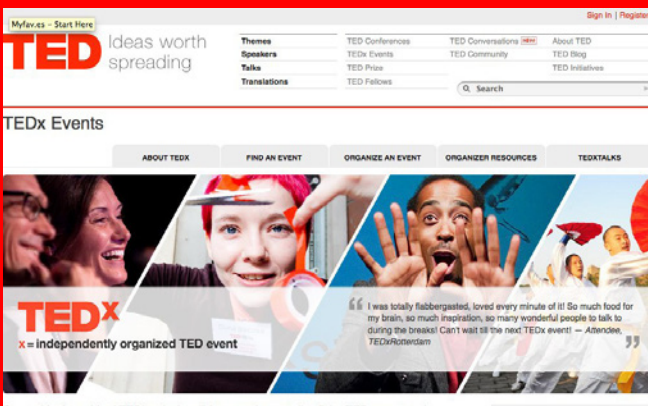 Myfav.es - Start Here
Sign In | Register
TED Ideas worth spreading
Themes
Speakers
Talks
Translations
TED Conferences
TEDx Events
TED Prize
TED Fellows
TED Conversations NEW
TED Community
About TED
TED Blog
TED Initiatives
Search
TEDx Events
ABOUT TEDX
FIND AN EVENT
ORGANIZE AN EVENT
ORGANIZER RESOURCES
TEDXTALKS
TEDx
x = independently organized TED event
“ I was totally flabbergasted, loved every minute of it! So much food for
my brain, so much inspiration, so many wonderful people to talk to
during the breaks! Can't wait till the next TEDx event! — Attendee,
TEDxRotterdam ”